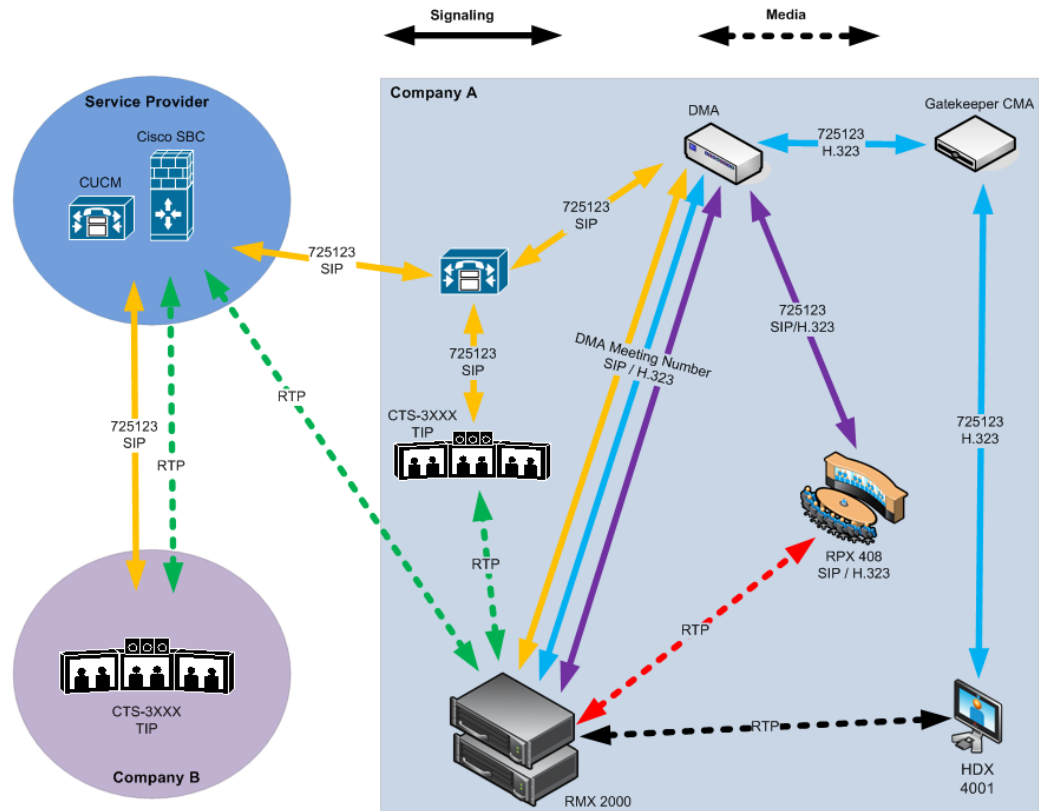 Signaling
Media
Service Provider
Cisco SBC
CUCM
Company A
DMA
Gatekeeper CMA
725123
H.323
725123
SIP
725123
SIP
725123
SIP
725123
SIP/H.323
DMA Meeting Number
SIP / H.323
RTP
CTS-3XXX
TIP
725123
H.323
725123
SIP
RTP
RTP
RPX 408
SIP / H.323
RTP
CTS-3XXX
TIP
Company B
RMX 2000
RTP
HDX
4001